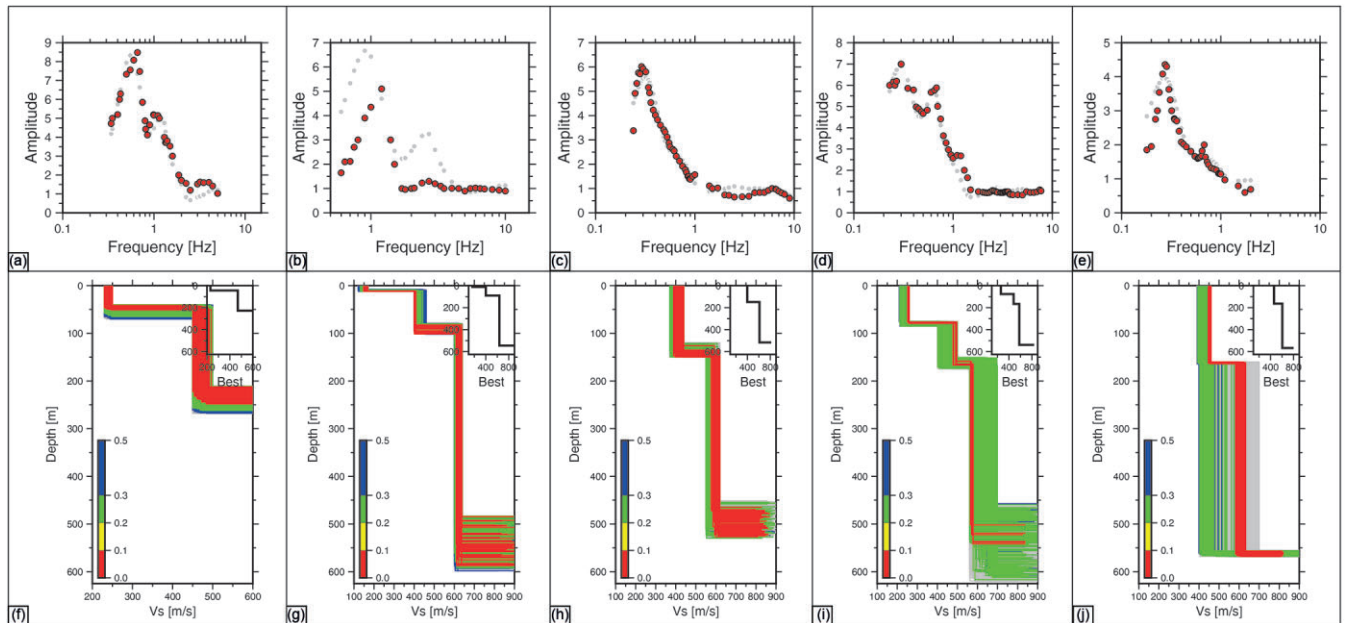 9
8
7
6
5
4
3
2
1
0
Amplitude
0.1 1 10
Frequency [Hz]
(a)
7
6
5
4
3
2
1
0
Amplitude
1 10
Frequency [Hz]
(b)
7
6
5
4
3
2
1
0
Amplitude
0.1 1 10
Frequency [Hz]
(c)
8
7
6
5
4
3
2
1
0
Amplitude
0.1 1 10
Frequency [Hz]
(d)
5
4
3
2
1
0
Amplitude
0.1 1 10
Frequency [Hz]
(e)
0
100
200
300
400
500
600
Depth [m]
0
200
400
600
200 400 600
Best
0.5
0.3
0.2
0.1
0.0
200 300 400 500 600
Vs [m/s]
(f)
0
100
200
300
400
500
600
Depth [m]
0
200
400
600
400 800
Best
0.5
0.3
0.2
0.1
0.0
100 200 300 400 500 600 700 800 900
Vs [m/s]
(g)
0
100
200
300
400
500
600
Depth [m]
0
200
400
600
400 800
Best
0.5
0.3
0.2
0.1
0.0
100 200 300 400 500 600 700 800 900
Vs [m/s]
(h)
0
100
200
300
400
500
600
Depth [m]
0
200
400
600
400 800
Best
0.5
0.3
0.2
0.1
0.0
100 200 300 400 500 600 700 800 900
Vs [m/s]
(i)
0
100
200
300
400
500
600
Depth [m]
0
200
400
600
400 800
Best
0.5
0.3
0.2
0.1
0.0
100 200 300 400 500 600 700 800 900
Vs [m/s]
(j)